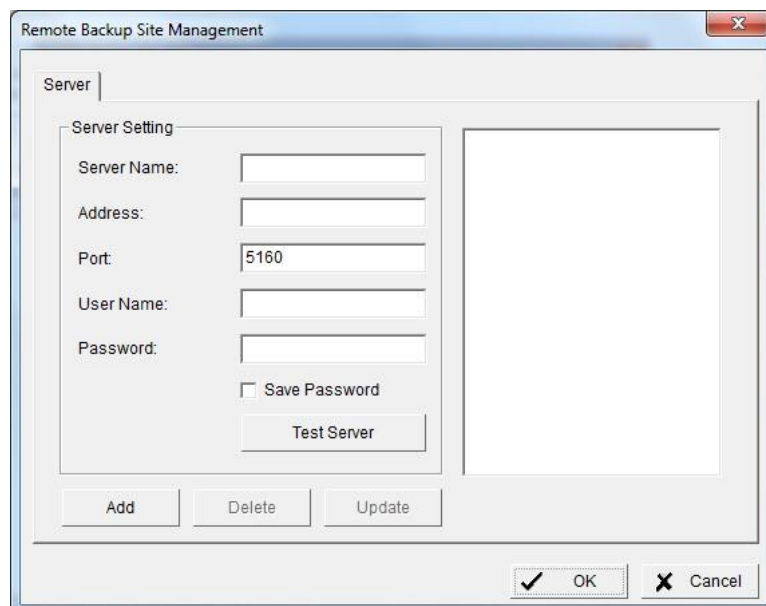 Remote Backup Site Management
Server
Server Setting
Server Name:
Address:
Port: 5160
User Name:
Password:
Save Password
Test Server
Add Delete Update
OK Cancel